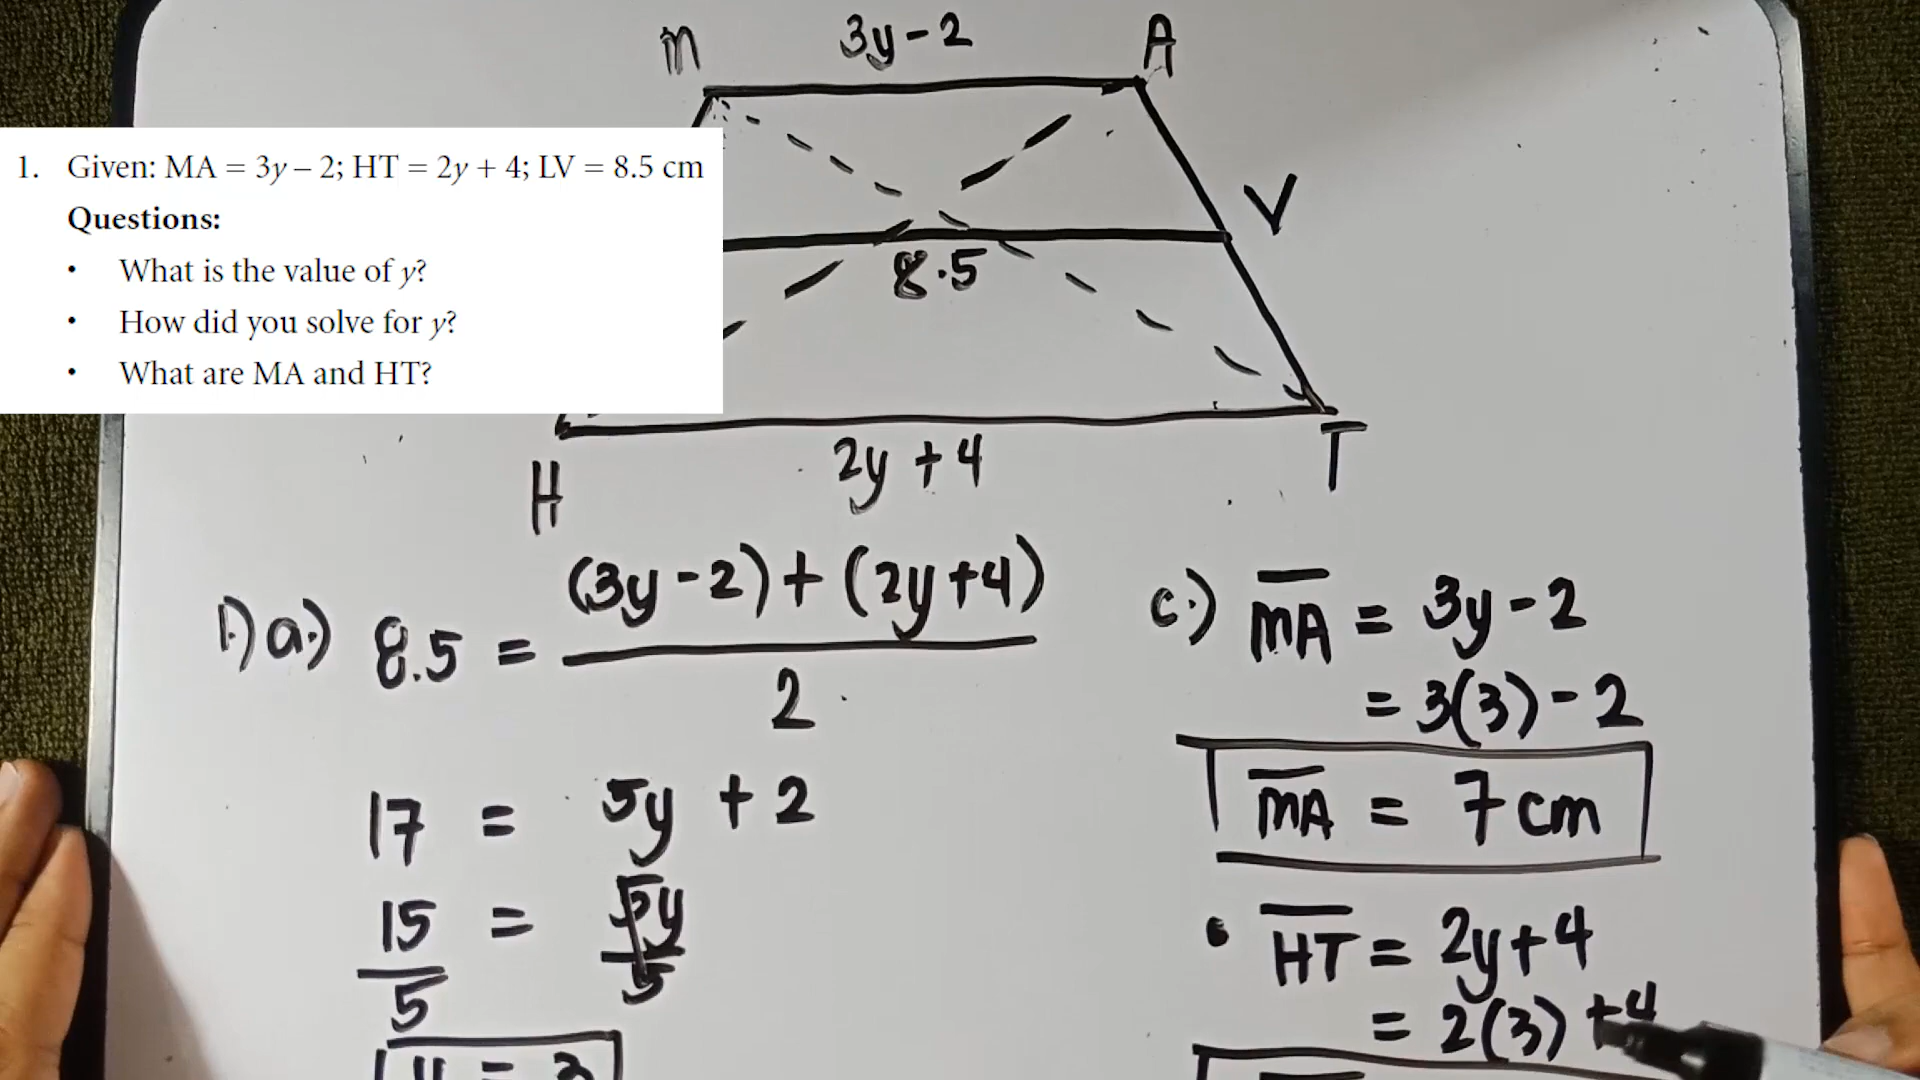 M 3y - 2 A
1. Given: MA = 3y – 2; HT = 2y + 4; LV = 8.5 cm
Questions:
• What is the value of y?
• How did you solve for y?
• What are MA and HT?
V
8.5
2y + 4
H T
1.) a.) 8.5 = (3y - 2) + (2y + 4)
2
17 = 5y + 2
15 = 5y
5 5
y = 3
c.) MA = 3y - 2
= 3(3) - 2
MA = 7 cm
• HT = 2y + 4
= 2(3) + 4